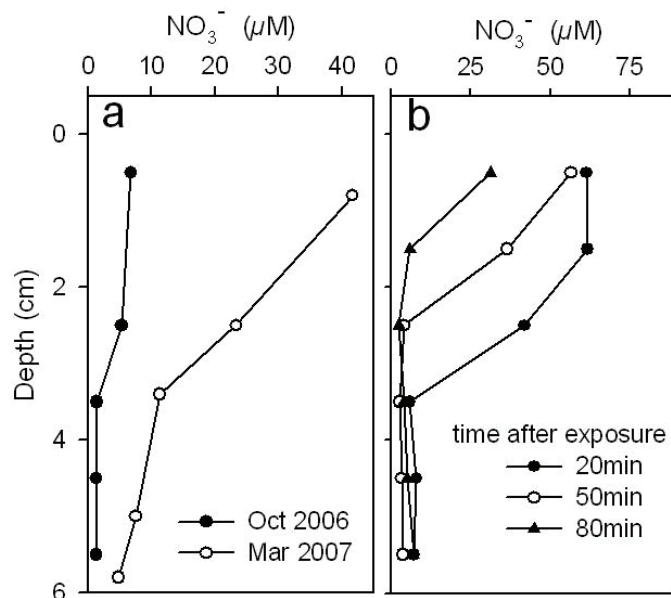 NO₃⁻ (µM)
NO₃⁻ (µM)
0 10 20 30 40
0 25 50 75
a
b
0
2
4
6
Depth (cm)
Oct 2006
Mar 2007
time after exposure
20min
50min
80min